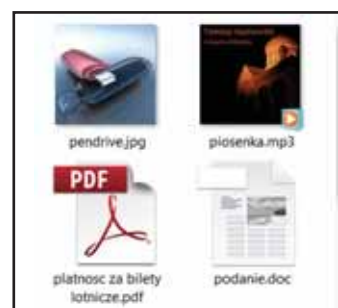 pendrive.jpg
piosenka.mp3
PDF
platnosc za bilety
lotnicze.pdf
podanie.doc